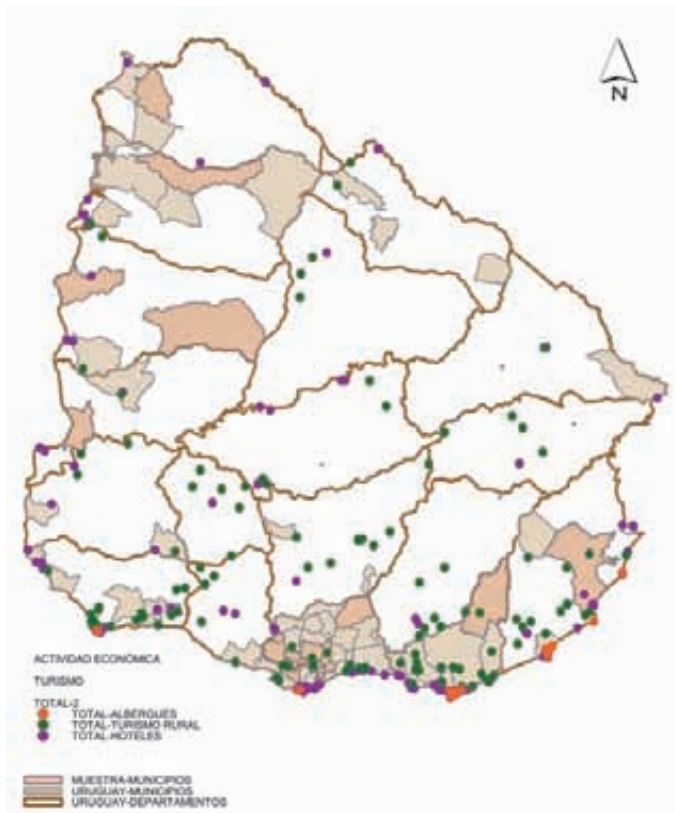 N
ACTIVIDAD ECONÓMICA
TURISMO
TOTAL-2
TOTAL-ALBERGUES
TOTAL-TURISMO RURAL
TOTAL-HOTELES
MUESTRA-MUNICIPIOS
URUGUAY-MUNICIPIOS
URUGUAY-DEPARTAMENTOS